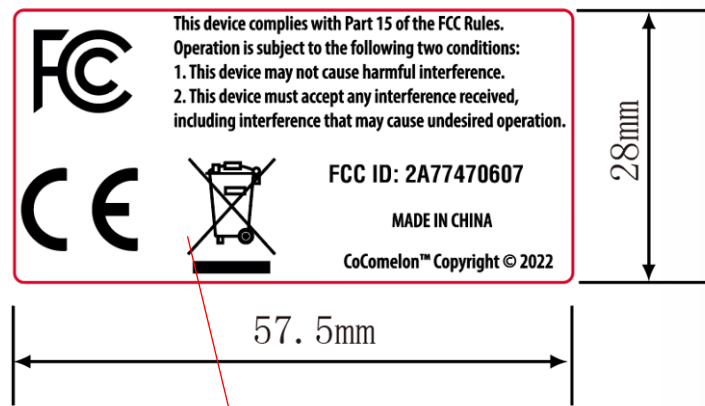 FC
This device complies with Part 15 of the FCC Rules.
Operation is subject to the following two conditions:
1. This device may not cause harmful interference.
2. This device must accept any interference received,
including interference that may cause undesired operation.
CE
FCC ID: 2A77470607
MADE IN CHINA
CoComelon™ Copyright © 2022
28mm
57.5mm